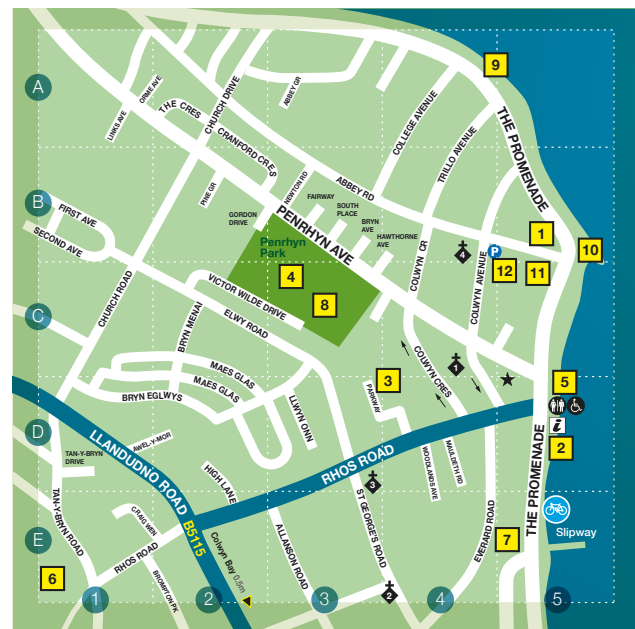 A
9
ORME AVE
LINKS AVE
THE CRES
CHURCH DRIVE
ABBEY GR
CRANFORD CRES
COLLEGE AVENUE
TRILLO AVENUE
THE PROMENADE
B
FIRST AVE
SECOND AVE
PINE GR
GORDON
DRIVE
NEWTON RD
FAIRWAY
SOUTH
PLACE
BRYN
AVE
HAWTHORNE
AVE
ABBEY RD
PENRHYN AVE
Penrhyn
Park
1
10
4
P
12
11
COLWYN CR
COLWYN AVENUE
4
8
C
CHURCH ROAD
VICTOR WILDE DRIVE
ELWY ROAD
BRYN MENAI
MAES GLAS
MAES GLAS
BRYN EGLWYS
LLWYN ONN
3
PARKWAY
COLWYN CRES
1
5
i
2
D
LLANDUDNO ROAD
B5115
AWEL-Y-MOR
TAN-Y-BRYN
DRIVE
TAN-Y-BRYN ROAD
HIGH LANE
RHOS ROAD
WOODLANDS AVE
MAULDETH RD
3
ST GEORGE'S ROAD
EVERARD ROAD
THE PROMENADE
Slipway
E
CRAIG WEN
RHOS ROAD
BROMPTON PK
Colwyn Bay 0.5m
ALLANSON ROAD
7
6
2
1
2
3
4
5